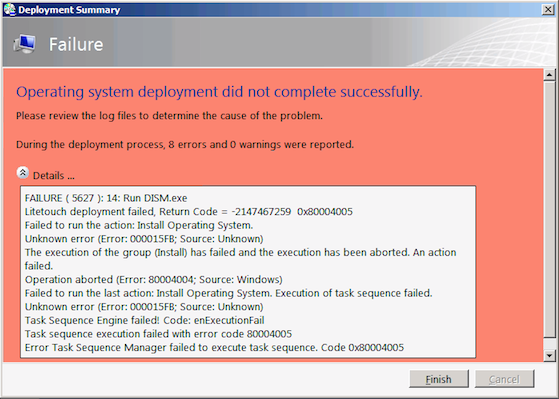 Deployment Summary
Failure
Operating system deployment did not complete successfully.
Please review the log files to determine the cause of the problem.
During the deployment process, 8 errors and 0 warnings were reported.
Details ...
FAILURE ( 5627 ): 14: Run DISM.exe
Litetouch deployment failed, Return Code = -2147467259  0x80004005
Failed to run the action: Install Operating System.
Unknown error (Error: 000015FB; Source: Unknown)
The execution of the group (Install) has failed and the execution has been aborted. An action
failed.
Operation aborted (Error: 80004004; Source: Windows)
Failed to run the last action: Install Operating System. Execution of task sequence failed.
Unknown error (Error: 000015FB; Source: Unknown)
Task Sequence Engine failed! Code: enExecutionFail
Task sequence execution failed with error code 80004005
Error Task Sequence Manager failed to execute task sequence. Code 0x80004005
Finish
Cancel